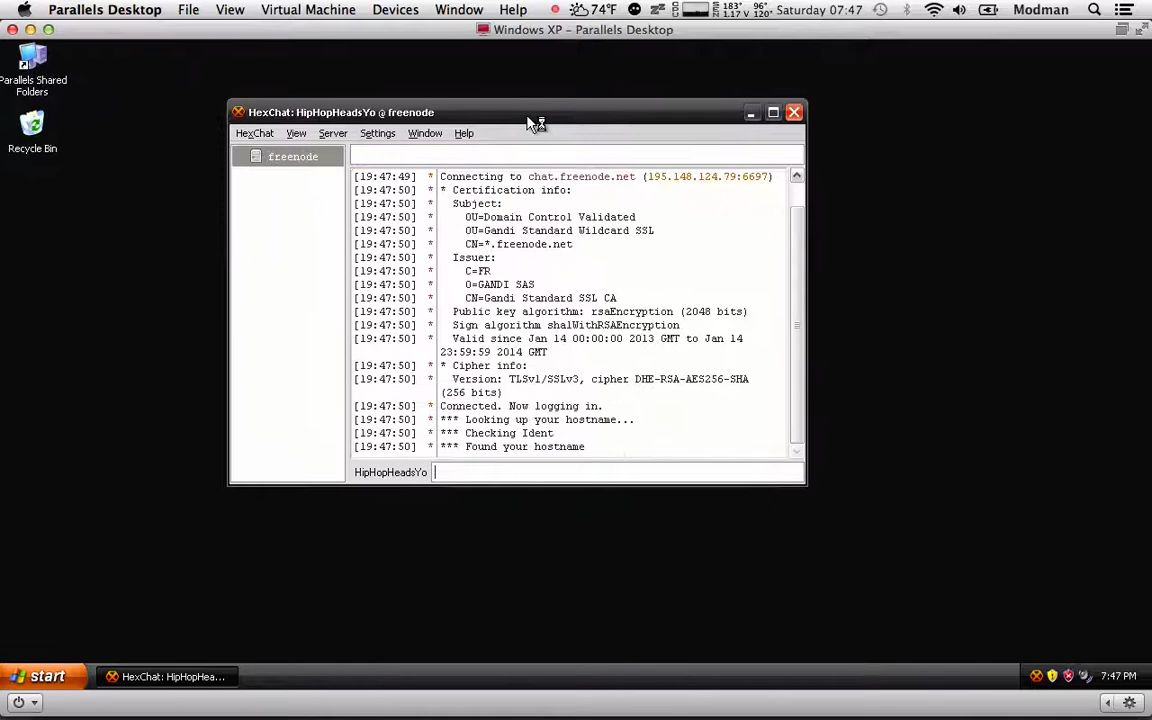 Parallels Desktop File Edit View Virtual Machine Devices Window Help 74°F 183° 96° 1.17 V 120° Saturday 07:47 Modman
Windows XP - Parallels Desktop
Parallels Shared
Folders
Recycle Bin
HexChat: HipHopHeadsYo @ freenode
HexChat View Server Settings Window Help
freenode
[19:47:49] * Connecting to chat.freenode.net (195.148.124.79:6697)
[19:47:50] * * Certification info:
[19:47:50] * Subject:
[19:47:50] * OU=Domain Control Validated
[19:47:50] * OU=Gandi Standard Wildcard SSL
[19:47:50] * CN=*.freenode.net
[19:47:50] * Issuer:
[19:47:50] * C=FR
[19:47:50] * O=GANDI SAS
[19:47:50] * CN=Gandi Standard SSL CA
[19:47:50] * Public key algorithm: rsaEncryption (2048 bits)
[19:47:50] * Sign algorithm sha1WithRSAEncryption
[19:47:50] * Valid since Jan 14 00:00:00 2013 GMT to Jan 14
23:59:59 2014 GMT
[19:47:50] * * Cipher info:
[19:47:50] * Version: TLSv1/SSLv3, cipher DHE-RSA-AES256-SHA
(256 bits)
[19:47:50] * Connected. Now logging in.
[19:47:50] * *** Looking up your hostname...
[19:47:50] * *** Checking Ident
[19:47:50] * *** Found your hostname
HipHopHeadsYo
start HexChat: HipHopHea... 7:47 PM